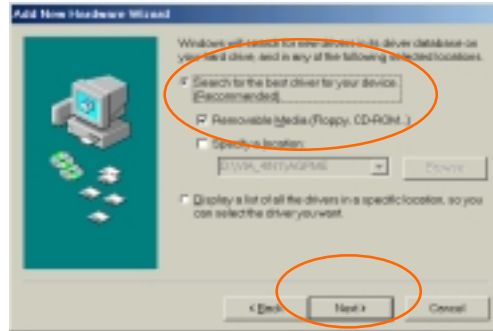 Add New Hardware Wizard
Windows will search for new drivers in its driver database on
your hard drive, and in any of the following selected locations.
Search for the best driver for your device.
(Recommended).
Removable Media (Floppy, CD-ROM...)
Specify a location:
Browse
Display a list of all the drivers in a specific location, so you
can select the driver you want.
< Back
Next >
Cancel